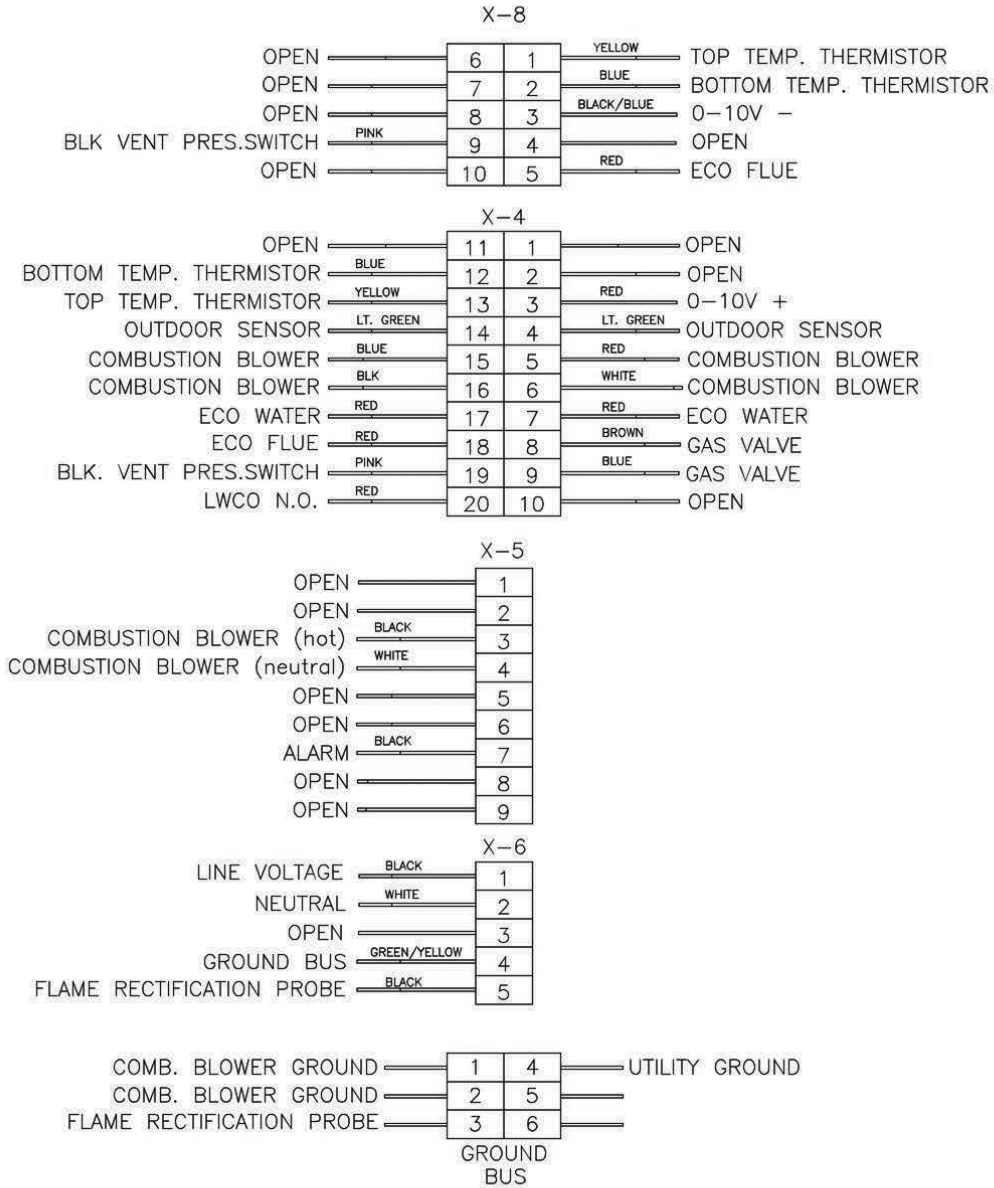 X-8
OPEN 6 1 YELLOW TOP TEMP. THERMISTOR
OPEN 7 2 BLUE BOTTOM TEMP. THERMISTOR
OPEN 8 3 BLACK/BLUE 0-10V -
BLK VENT PRES.SWITCH PINK 9 4 OPEN
OPEN 10 5 RED ECO FLUE
X-4
OPEN 11 1 OPEN
BOTTOM TEMP. THERMISTOR BLUE 12 2 OPEN
TOP TEMP. THERMISTOR YELLOW 13 3 RED 0-10V +
OUTDOOR SENSOR LT. GREEN 14 4 LT. GREEN OUTDOOR SENSOR
COMBUSTION BLOWER BLUE 15 5 RED COMBUSTION BLOWER
COMBUSTION BLOWER BLK 16 6 WHITE COMBUSTION BLOWER
ECO WATER RED 17 7 RED ECO WATER
ECO FLUE RED 18 8 BROWN GAS VALVE
BLK. VENT PRES.SWITCH PINK 19 9 BLUE GAS VALVE
LWCO N.O. RED 20 10 OPEN
X-5
OPEN 1
OPEN 2
COMBUSTION BLOWER (hot) BLACK 3
COMBUSTION BLOWER (neutral) WHITE 4
OPEN 5
OPEN 6
ALARM BLACK 7
OPEN 8
OPEN 9
X-6
LINE VOLTAGE BLACK 1
NEUTRAL WHITE 2
OPEN 3
GROUND BUS GREEN/YELLOW 4
FLAME RECTIFICATION PROBE BLACK 5
COMB. BLOWER GROUND 1 4 UTILITY GROUND
COMB. BLOWER GROUND 2 5
FLAME RECTIFICATION PROBE 3 6
GROUND
BUS